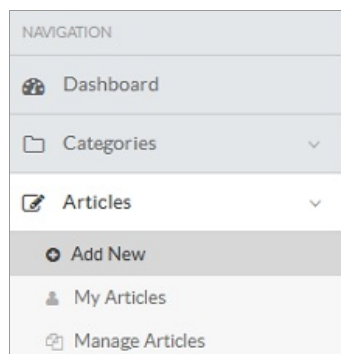 NAVIGATION
Dashboard
Categories
Articles
Add New
My Articles
Manage Articles